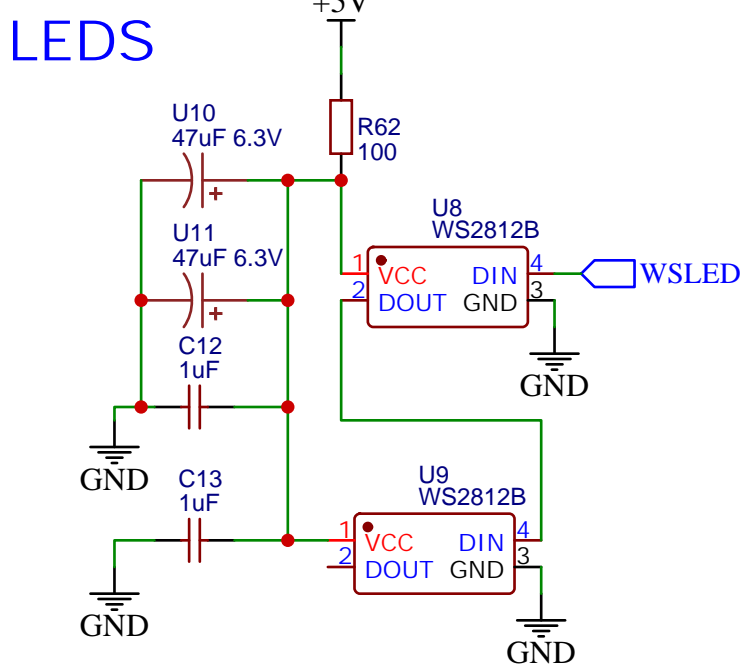 +5V
LEDS
U10
47uF 6.3V
R62
100
+
U8
WS2812B
U11
47uF 6.3V
1 VCC DIN 4
WSLED
2 DOUT GND 3
+
C12
1uF
GND
GND
C13
1uF
U9
WS2812B
1 VCC DIN 4
2 DOUT GND 3
GND
GND